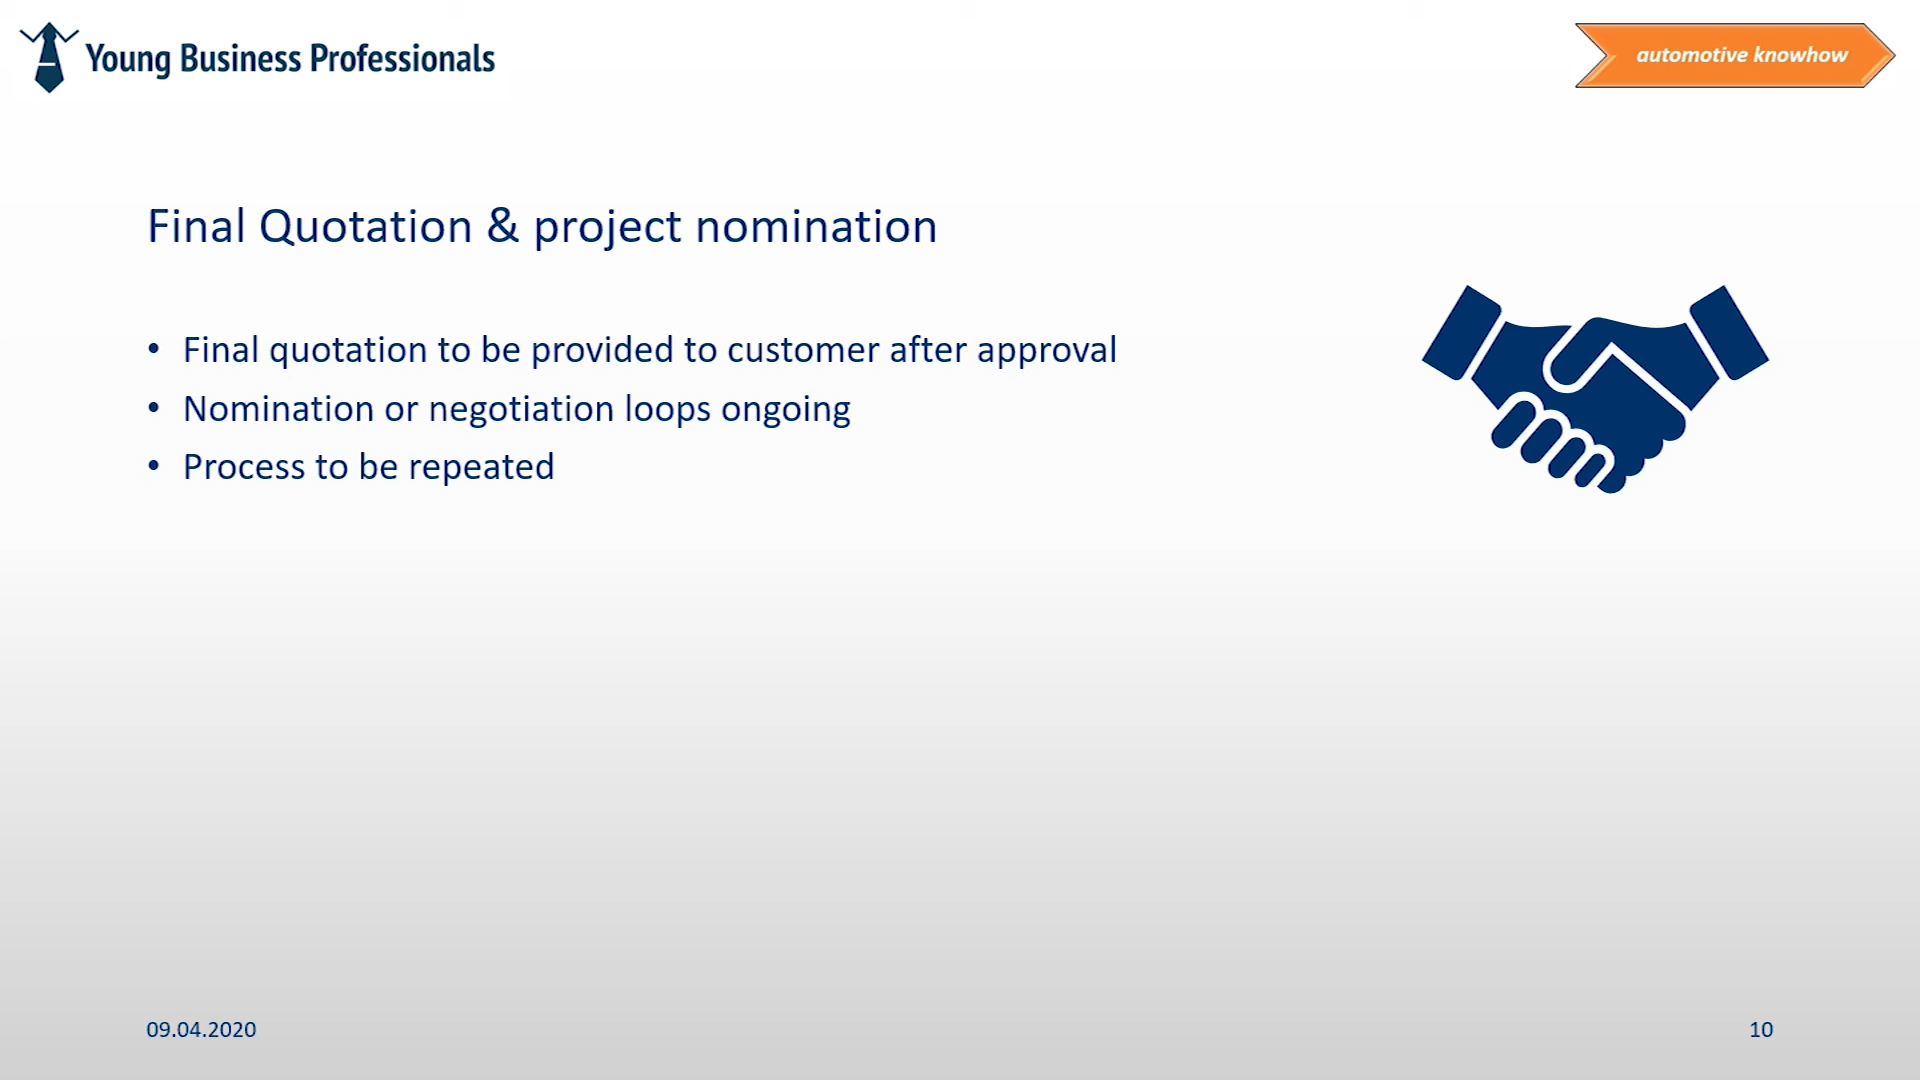 Young Business Professionals
automotive knowhow
Final Quotation & project nomination
• Final quotation to be provided to customer after approval
• Nomination or negotiation loops ongoing
• Process to be repeated
09.04.2020
10